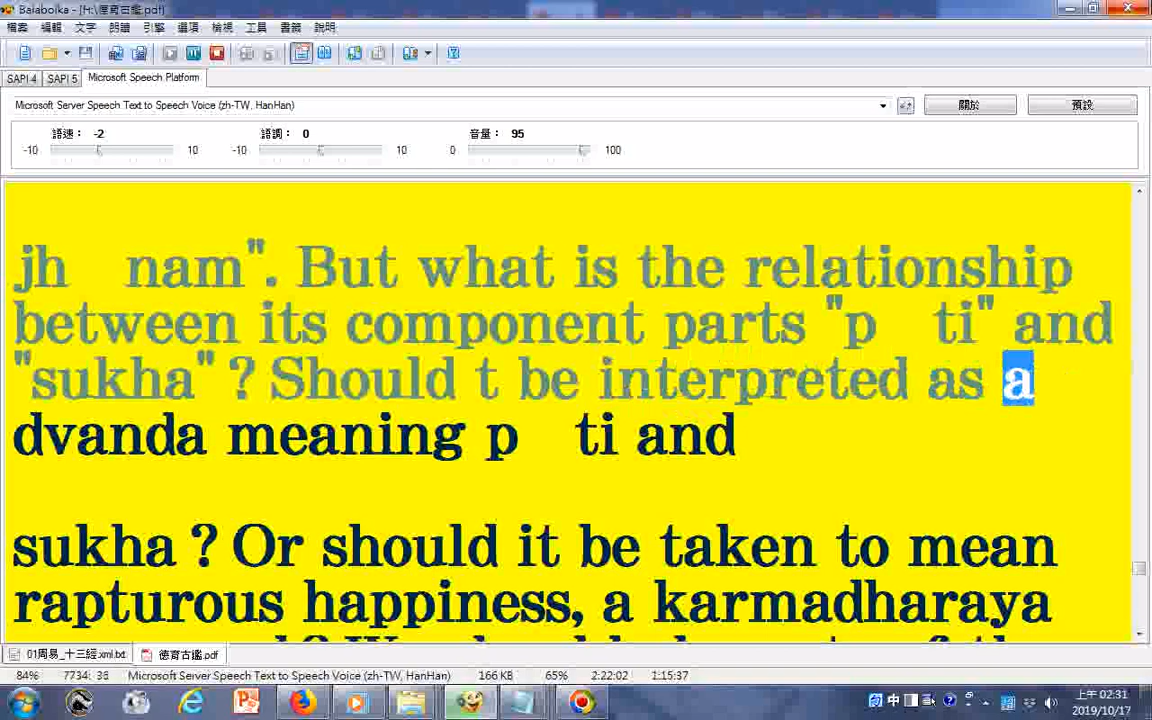 Balabolka - [H:\德育古鑑.pdf]
檔案 編輯 文字 朗讀 引擎 選項 檢視 工具 書籤 說明
SAPI 4 SAPI 5 Microsoft Speech Platform
Microsoft Server Speech Text to Speech Voice (zh-TW, HanHan) 關於 預設
語速： -2 語調： 0 音量： 95
-10 10 -10 10 0 100
jh nam". But what is the relationship
between its component parts "p ti" and
"sukha"？Should t be interpreted as a
dvanda meaning p ti and
sukha？Or should it be taken to mean
rapturous happiness, a karmadharaya
01周易_十三經.xml.txt 德育古鑑.pdf
84% 7734: 36 Microsoft Server Speech Text to Speech Voice (zh-TW, HanHan) 166 KB 65% 2:22:02 1:15:37
中 上午 02:31
2019/10/17